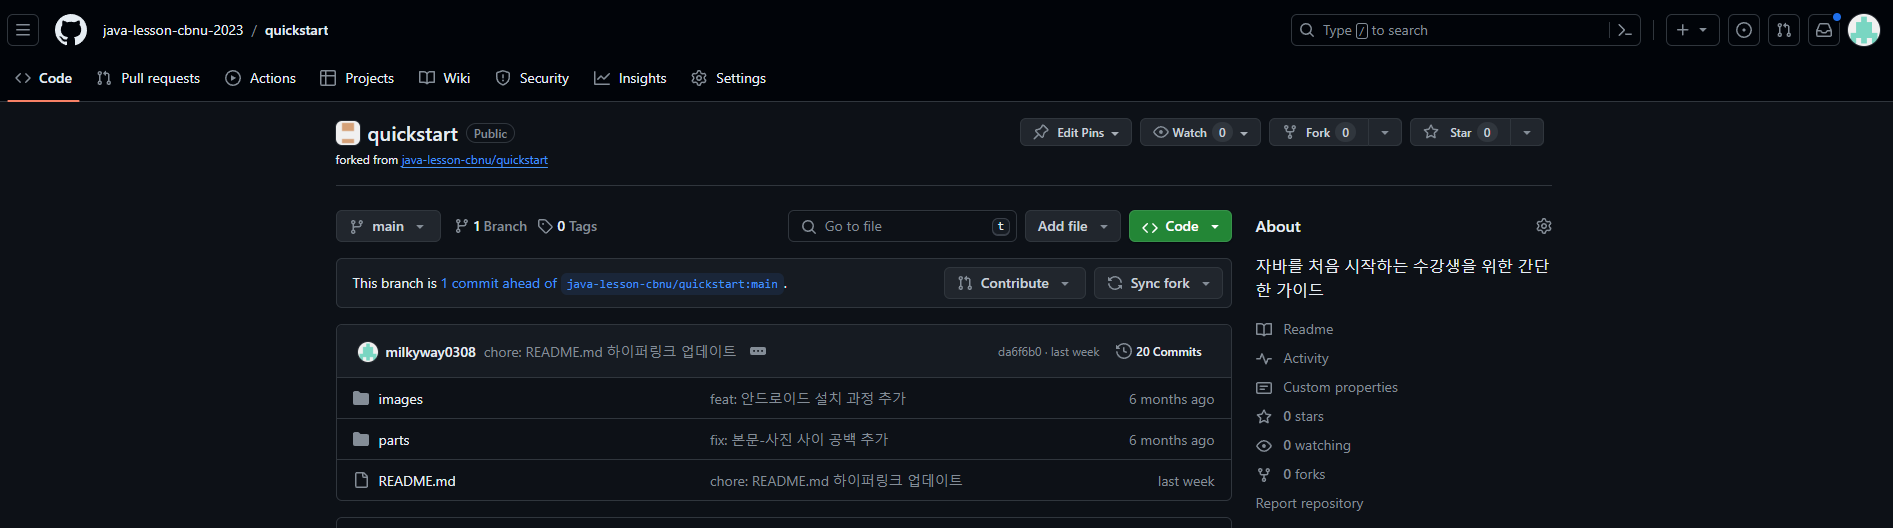 java-lesson-cbnu-2023 / quickstart
Type / to search
Code Pull requests Actions Projects Wiki Security Insights Settings
quickstart Public
Edit Pins Watch 0 Fork 0 Star 0
forked from java-lesson-cbnu/quickstart
main 1 Branch 0 Tags Go to file t Add file Code
This branch is 1 commit ahead of java-lesson-cbnu/quickstart:main.
Contribute Sync fork
milkyway0308 chore: README.md 하이퍼링크 업데이트 da6f6b0 · last week 20 Commits
images feat: 안드로이드 설치 과정 추가 6 months ago
parts fix: 본문-사진 사이 공백 추가 6 months ago
README.md chore: README.md 하이퍼링크 업데이트 last week
About
자바를 처음 시작하는 수강생을 위한 간단
한 가이드
Readme
Activity
Custom properties
0 stars
0 watching
0 forks
Report repository